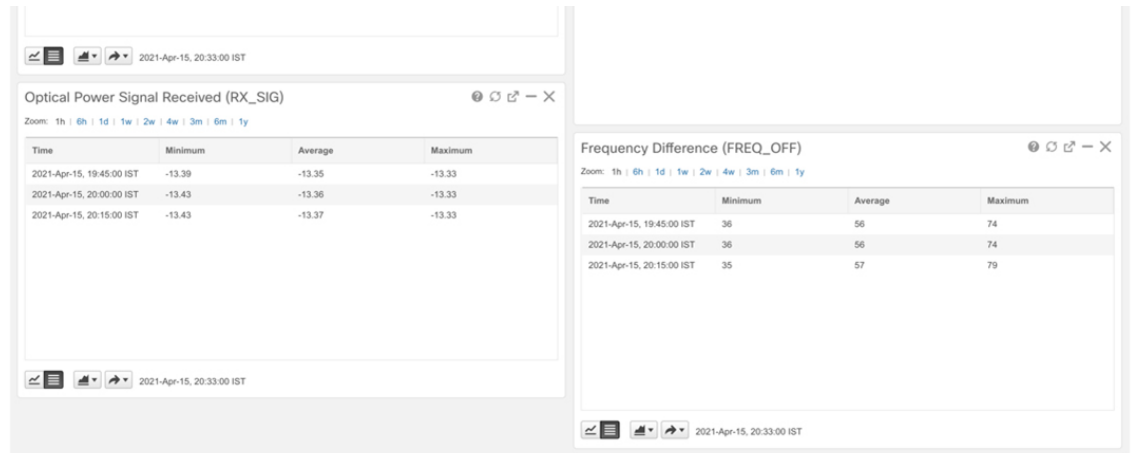 2021-Apr-15, 20:33:00 IST
Optical Power Signal Received (RX_SIG)
Zoom: 1h | 6h | 1d | 1w | 2w | 4w | 3m | 6m | 1y
Time Minimum Average Maximum
2021-Apr-15, 19:45:00 IST -13.39 -13.35 -13.33
2021-Apr-15, 20:00:00 IST -13.43 -13.36 -13.33
2021-Apr-15, 20:15:00 IST -13.43 -13.37 -13.33
2021-Apr-15, 20:33:00 IST
Frequency Difference (FREQ_OFF)
Zoom: 1h | 6h | 1d | 1w | 2w | 4w | 3m | 6m | 1y
Time Minimum Average Maximum
2021-Apr-15, 19:45:00 IST 36 56 74
2021-Apr-15, 20:00:00 IST 36 56 74
2021-Apr-15, 20:15:00 IST 35 57 79
2021-Apr-15, 20:33:00 IST